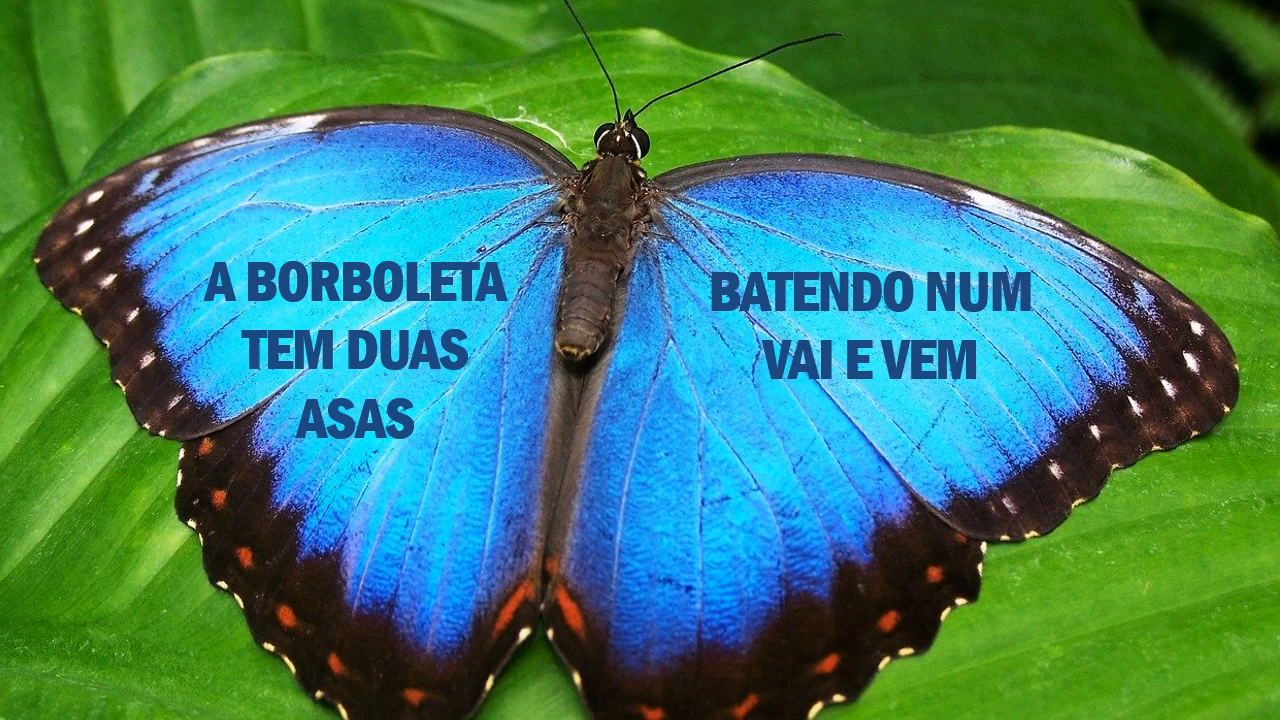 A BORBOLETA
TEM DUAS
ASAS
BATENDO NUM
VAI E VEM